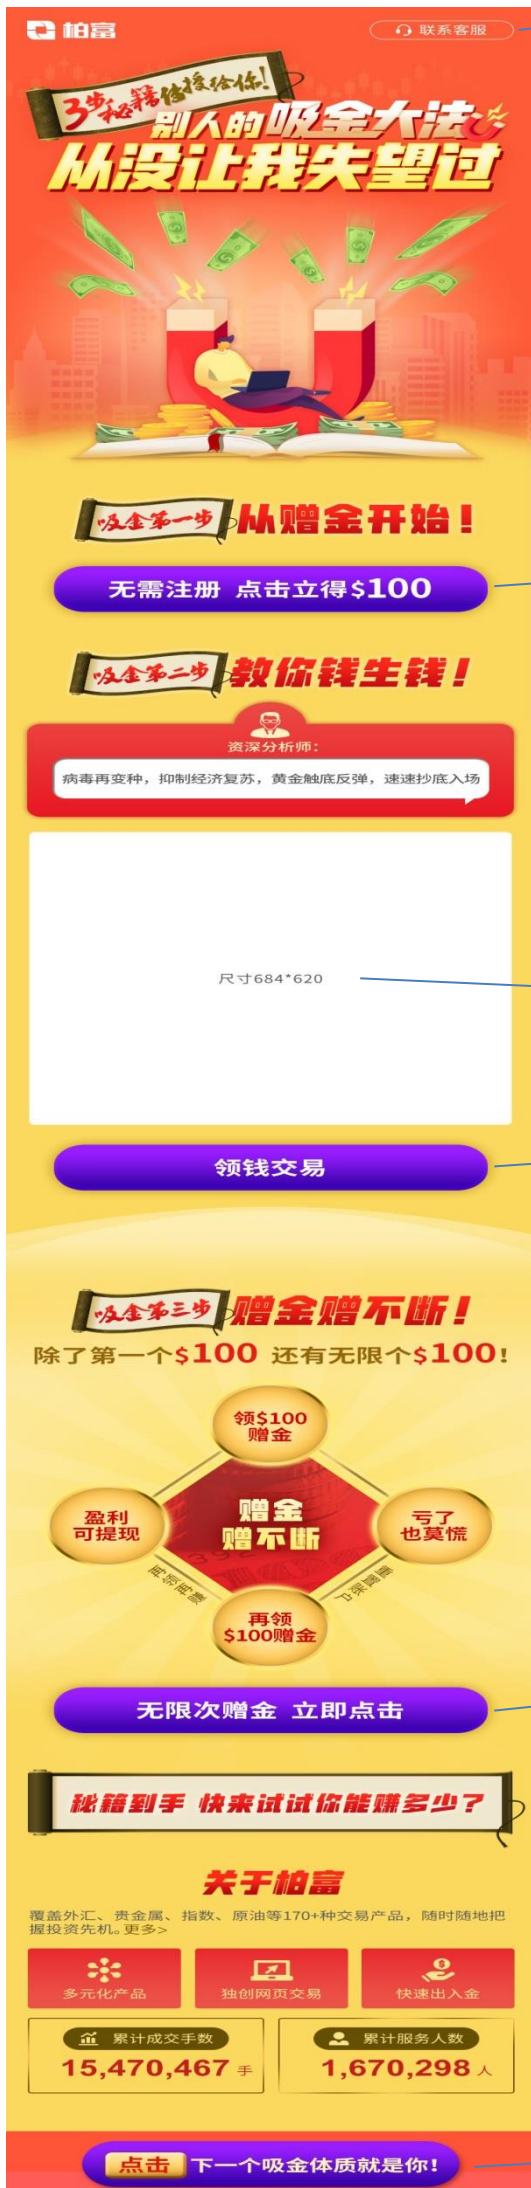 柏富
联系客服
3步秘籍传授给你!
别人的吸金大法
从没让我失望过
吸金第一步 从赠金开始！
无需注册 点击立得$100
吸金第二步 教你钱生钱！
资深分析师：
病毒再变种，抑制经济复苏，黄金触底反弹，速速抄底入场
尺寸684*620
领钱交易
吸金第三步 赠金赠不断！
除了第一个$100 还有无限个$100!
领$100
赠金
盈利
可提现
赠金
赠不断
亏了
也莫慌
再领再赚
重置账户
再领
$100赠金
无限次赠金 立即点击
秘籍到手 快来试试你能赚多少？
关于柏富
覆盖外汇、贵金属、指数、原油等170+种交易产品，随时随地把
握投资先机。更多>
多元化产品
独创网页交易
快速出入金
累计成交手数
15,470,467 手
累计服务人数
1,670,298 人
点击 下一个吸金体质就是你!